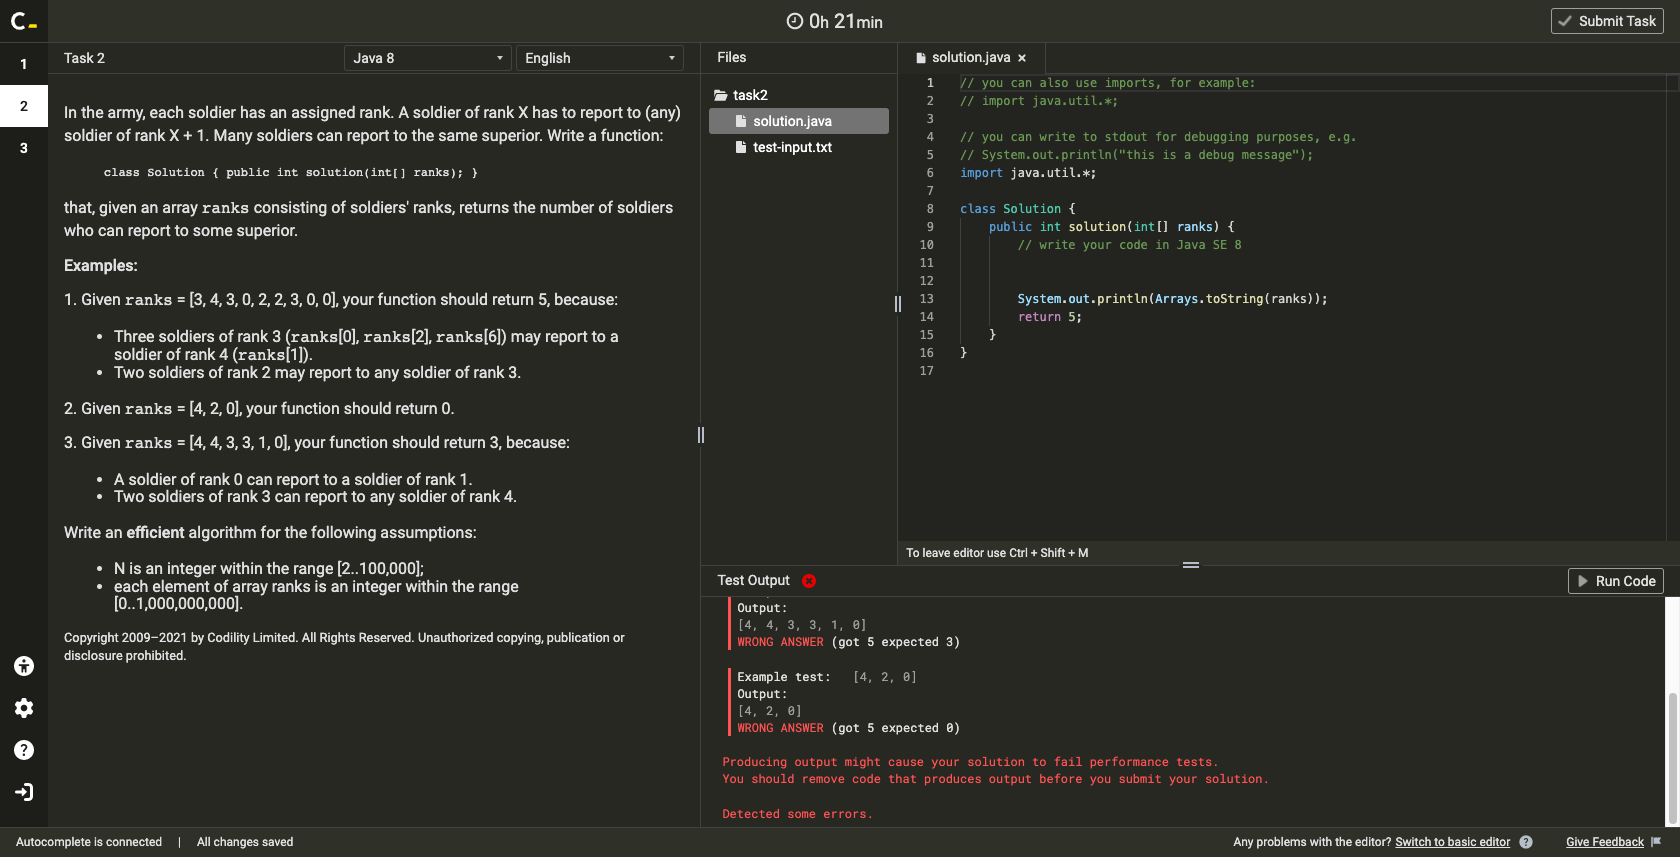 C_
0h 21min
Submit Task
1
2
3
Task 2
Java 8
English
In the army, each soldier has an assigned rank. A soldier of rank X has to report to (any)
soldier of rank X + 1. Many soldiers can report to the same superior. Write a function:
class Solution { public int solution(int[] ranks); }
that, given an array ranks consisting of soldiers' ranks, returns the number of soldiers
who can report to some superior.
Examples:
1. Given ranks = [3, 4, 3, 0, 2, 2, 3, 0, 0], your function should return 5, because:
• Three soldiers of rank 3 (ranks[0], ranks[2], ranks[6]) may report to a
soldier of rank 4 (ranks[1]).
• Two soldiers of rank 2 may report to any soldier of rank 3.
2. Given ranks = [4, 2, 0], your function should return 0.
3. Given ranks = [4, 4, 3, 3, 1, 0], your function should return 3, because:
• A soldier of rank 0 can report to a soldier of rank 1.
• Two soldiers of rank 3 can report to any soldier of rank 4.
Write an efficient algorithm for the following assumptions:
• N is an integer within the range [2..100,000];
• each element of array ranks is an integer within the range
[0..1,000,000,000].
Copyright 2009–2021 by Codility Limited. All Rights Reserved. Unauthorized copying, publication or
disclosure prohibited.
Files
task2
solution.java
test-input.txt
solution.java ×
1 // you can also use imports, for example:
2 // import java.util.*;
3
4 // you can write to stdout for debugging purposes, e.g.
5 // System.out.println("this is a debug message");
6 import java.util.*;
7
8 class Solution {
9 public int solution(int[] ranks) {
10 // write your code in Java SE 8
11
12
13 System.out.println(Arrays.toString(ranks));
14 return 5;
15 }
16 }
17
To leave editor use Ctrl + Shift + M
Test Output
Run Code
Output:
[4, 4, 3, 3, 1, 0]
WRONG ANSWER (got 5 expected 3)
Example test: [4, 2, 0]
Output:
[4, 2, 0]
WRONG ANSWER (got 5 expected 0)
Producing output might cause your solution to fail performance tests.
You should remove code that produces output before you submit your solution.
Detected some errors.
Autocomplete is connected | All changes saved
Any problems with the editor? Switch to basic editor ?
Give Feedback